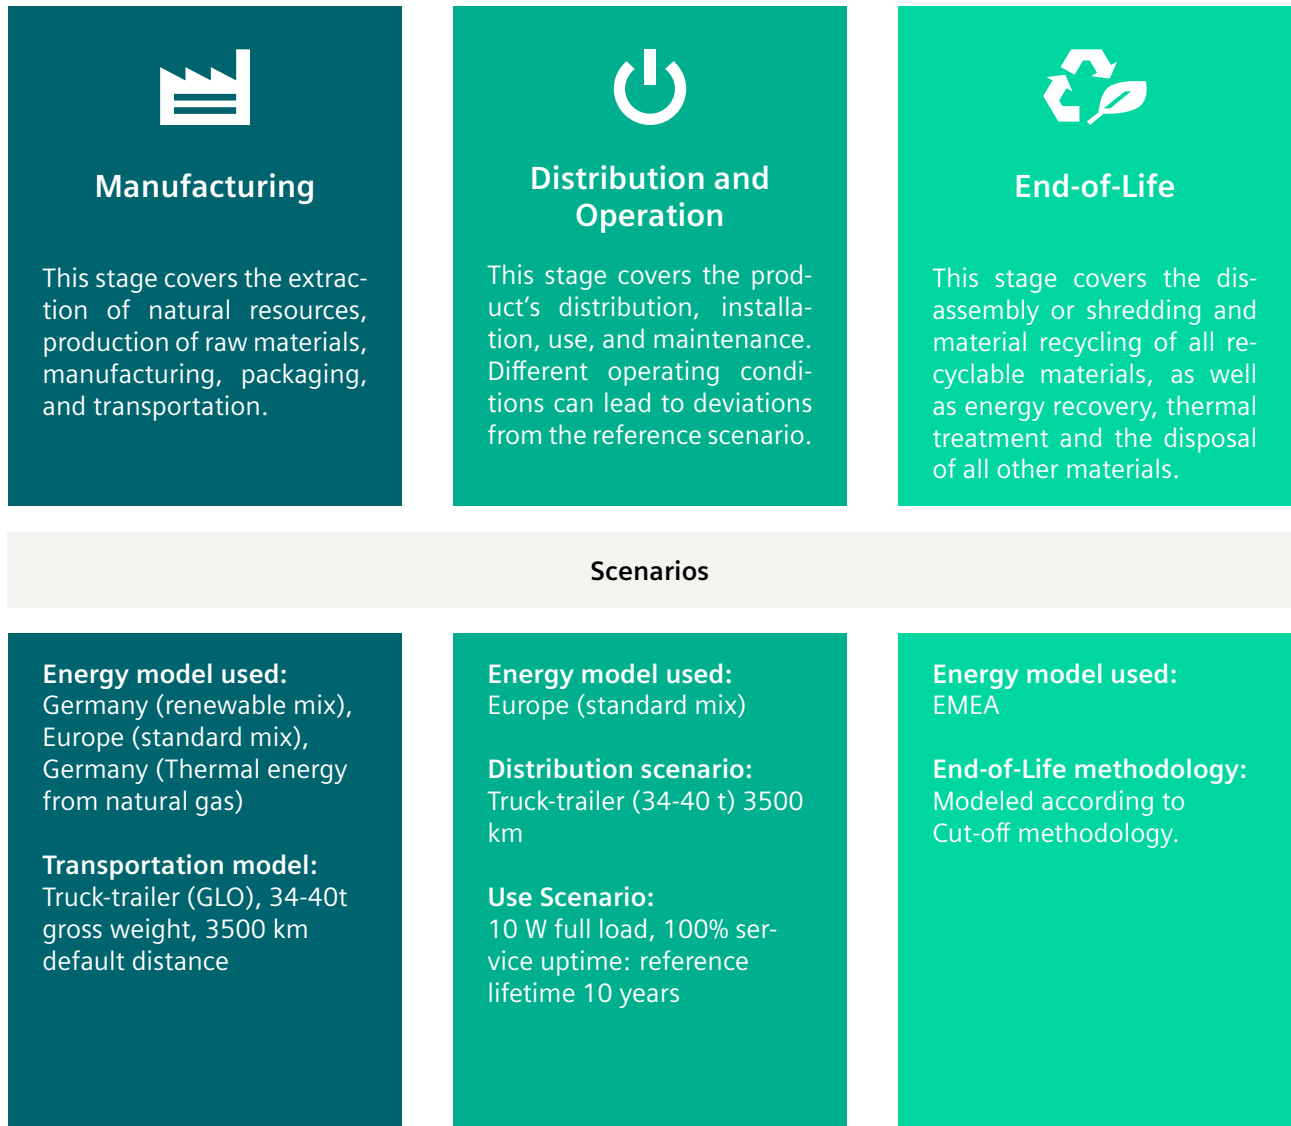 Manufacturing
This stage covers the extrac-
tion of natural resources,
production of raw materials,
manufacturing, packaging,
and transportation.
Distribution and
Operation
This stage covers the prod-
uct's distribution, installa-
tion, use, and maintenance.
Different operating condi-
tions can lead to deviations
from the reference scenario.
End-of-Life
This stage covers the dis-
assembly or shredding and
material recycling of all re-
cyclable materials, as well
as energy recovery, thermal
treatment and the disposal
of all other materials.
Scenarios
Energy model used:
Germany (renewable mix),
Europe (standard mix),
Germany (Thermal energy
from natural gas)
Transportation model:
Truck-trailer (GLO), 34-40t
gross weight, 3500 km
default distance
Energy model used:
Europe (standard mix)
Distribution scenario:
Truck-trailer (34-40 t) 3500
km
Use Scenario:
10 W full load, 100% ser-
vice uptime: reference
lifetime 10 years
Energy model used:
EMEA
End-of-Life methodology:
Modeled according to
Cut-off methodology.